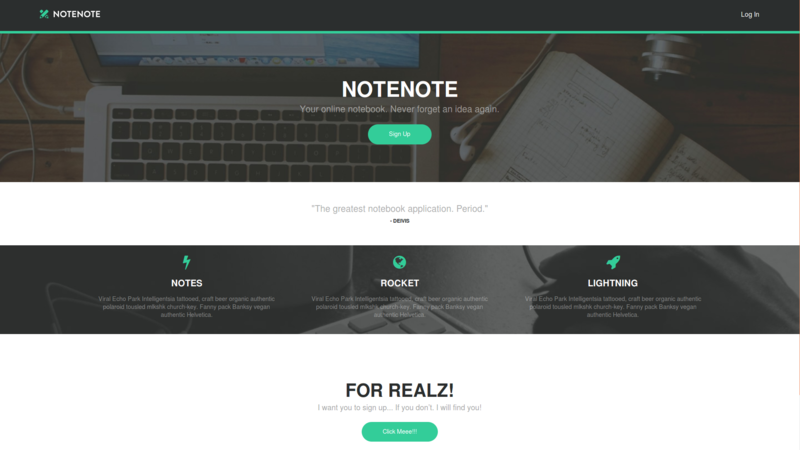 NOTENOTE
Log In
NOTENOTE
Your online notebook. Never forget an idea again.
Sign Up
"The greatest notebook application. Period."
- DEIVIS
NOTES
Viral Echo Park Intelligentsia tattooed, craft beer organic authentic
polaroid tousled mlkshk church-key. Fanny pack Banksy vegan
authentic Helvetica.
ROCKET
Viral Echo Park Intelligentsia tattooed, craft beer organic authentic
polaroid tousled mlkshk church-key. Fanny pack Banksy vegan
authentic Helvetica.
LIGHTNING
Viral Echo Park Intelligentsia tattooed, craft beer organic authentic
polaroid tousled mlkshk church-key. Fanny pack Banksy vegan
authentic Helvetica.
FOR REALZ!
I want you to sign up... If you don't. I will find you!